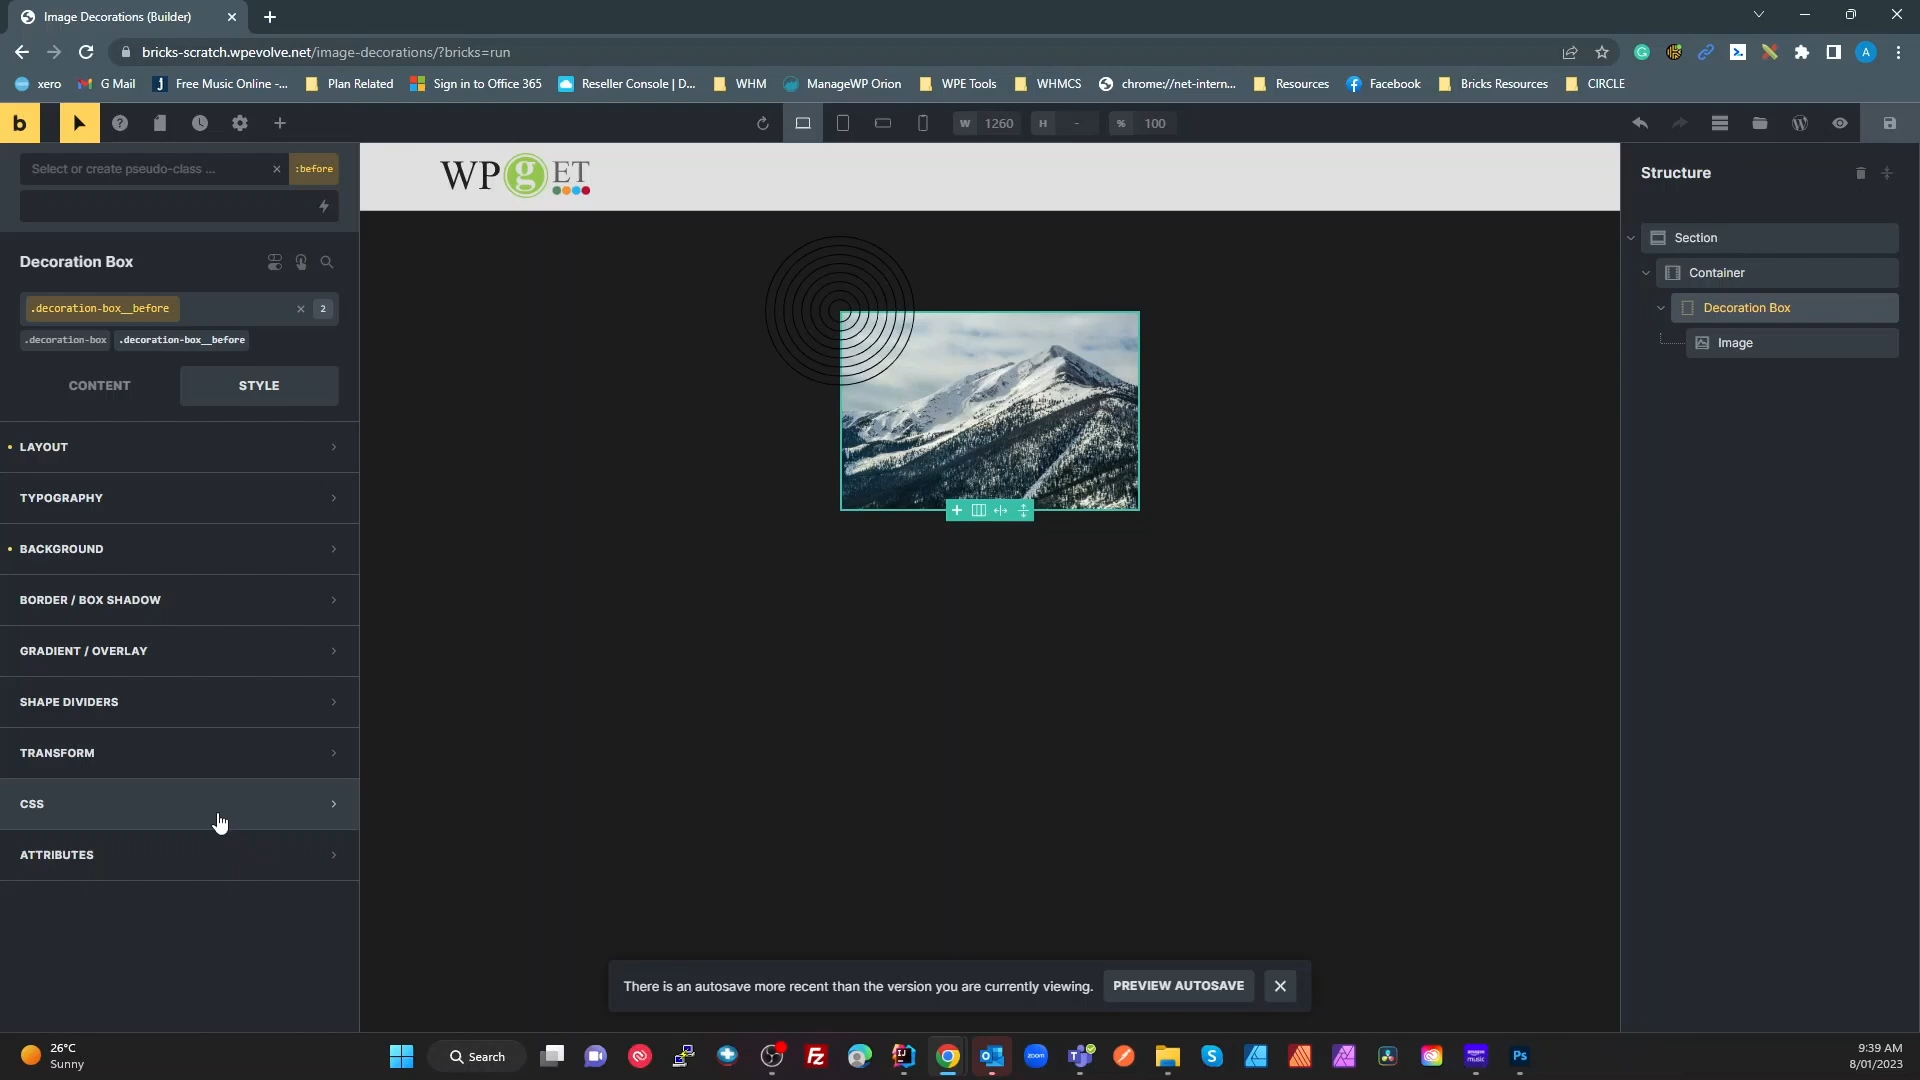 Image Decorations (Builder)
bricks-scratch.wpevolve.net/image-decorations/?bricks=run
A
xero
G Mail
Free Music Online -...
Plan Related
Sign in to Office 365
Reseller Console | D...
WHM
ManageWP Orion
WPE Tools
WHMCS
chrome://net-intern...
Resources
Facebook
Bricks Resources
CIRCLE
b
W 1260
H -
% 100
Select or create pseudo-class ...
:before
Decoration Box
.decoration-box__before
2
.decoration-box
.decoration-box__before
CONTENT
STYLE
LAYOUT
TYPOGRAPHY
BACKGROUND
BORDER / BOX SHADOW
GRADIENT / OVERLAY
SHAPE DIVIDERS
TRANSFORM
CSS
ATTRIBUTES
WPgET
Structure
Section
Container
Decoration Box
Image
There is an autosave more recent than the version you are currently viewing.
PREVIEW AUTOSAVE
26°C
Sunny
Search
zoom
Ps
9:39 AM
8/01/2023